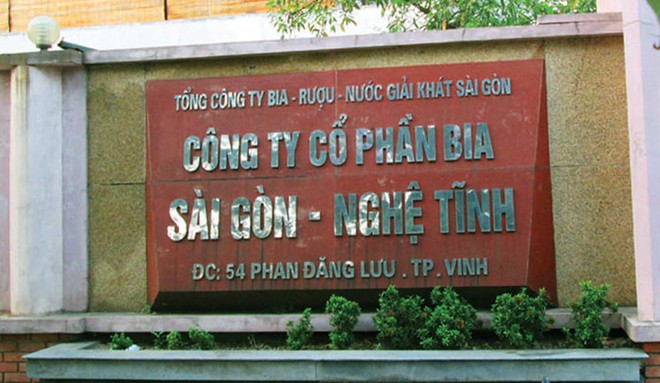 TỔNG CÔNG TY BIA - RƯỢU - NƯỚC GIẢI KHÁT SÀI GÒN
CÔNG TY CỔ PHẦN BIA
SÀI GÒN - NGHỆ TĨNH
ĐC: 54 PHAN ĐĂNG LƯU . TP. VINH